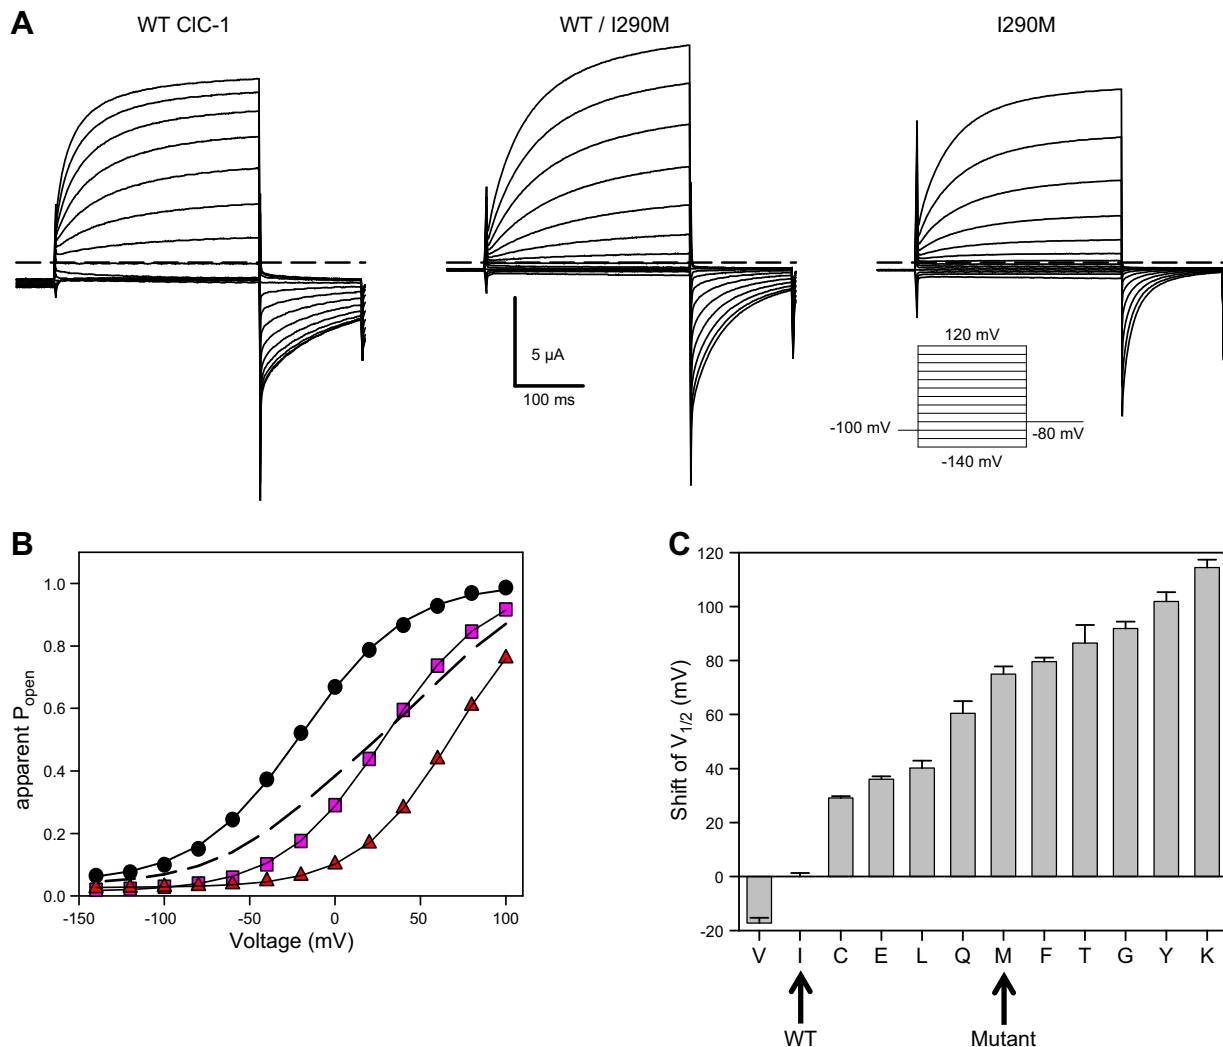 A
WT ClC-1
WT / I290M
I290M
5 µA
100 ms
120 mV
-100 mV
-80 mV
-140 mV
B
apparent Popen
1.0
0.8
0.6
0.4
0.2
0.0
-150
-100
-50
0
50
100
Voltage (mV)
C
Shift of V1/2 (mV)
120
100
80
60
40
20
0
-20
V I C E L Q M F T G Y K
WT
Mutant